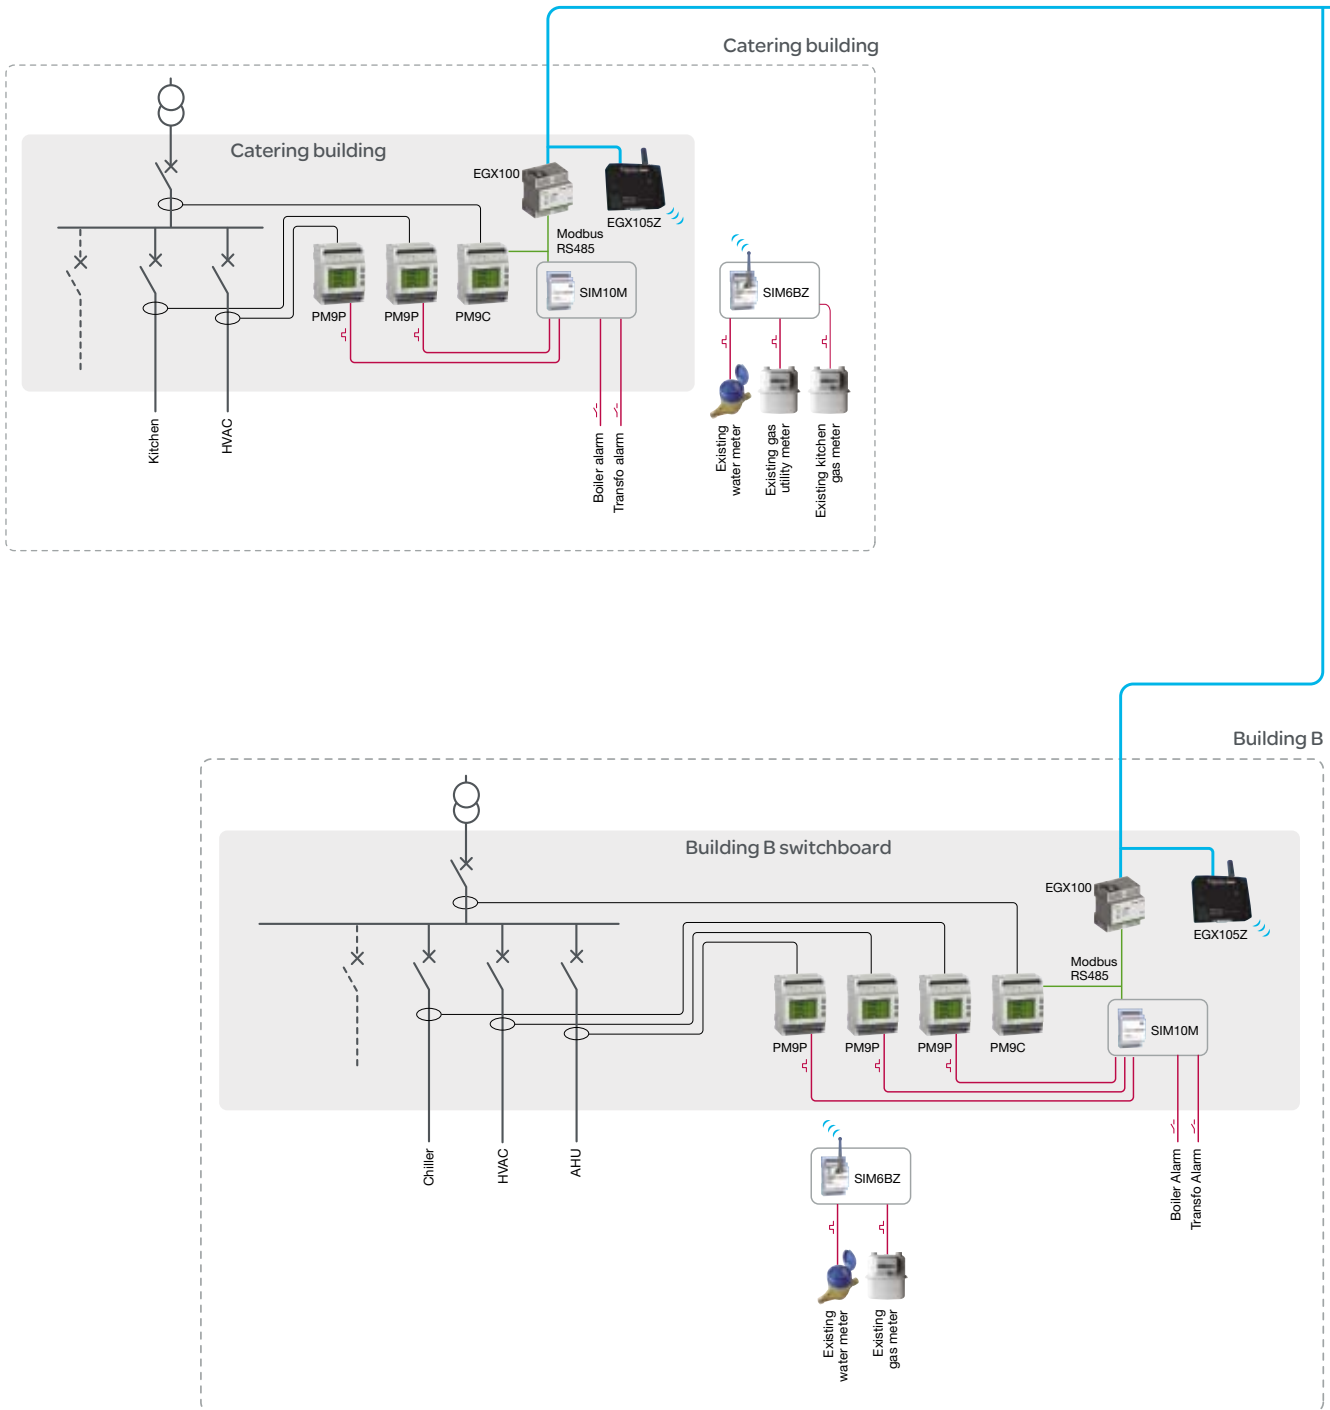 Catering building
Catering building
EGX100
EGX105Z
Modbus
RS485
SIM10M
SIM6BZ
PM9P
PM9P
PM9C
Kitchen
HVAC
Boiler alarm
Transfo alarm
Existing
water meter
Existing gas
utility meter
Existing kitchen
gas meter
Building B
Building B switchboard
EGX100
EGX105Z
Modbus
RS485
SIM10M
PM9P
PM9P
PM9P
PM9C
Chiller
HVAC
AHU
SIM6BZ
Boiler Alarm
Transfo Alarm
Existing
water meter
Existing
gas meter